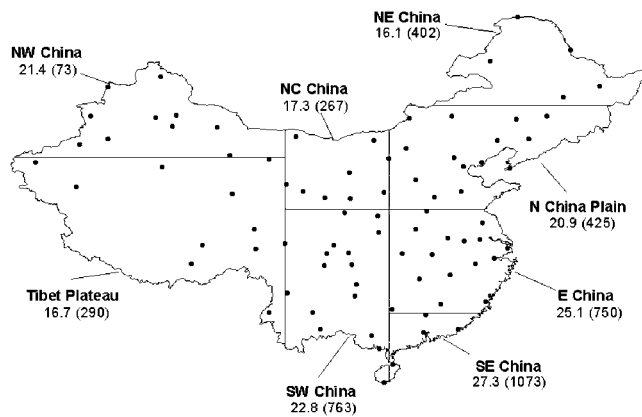 NE China
16.1 (402)
NW China
21.4 (73)
NC China
17.3 (267)
N China Plain
20.9 (425)
Tibet Plateau
16.7 (290)
E China
25.1 (750)
SE China
27.3 (1073)
SW China
22.8 (763)